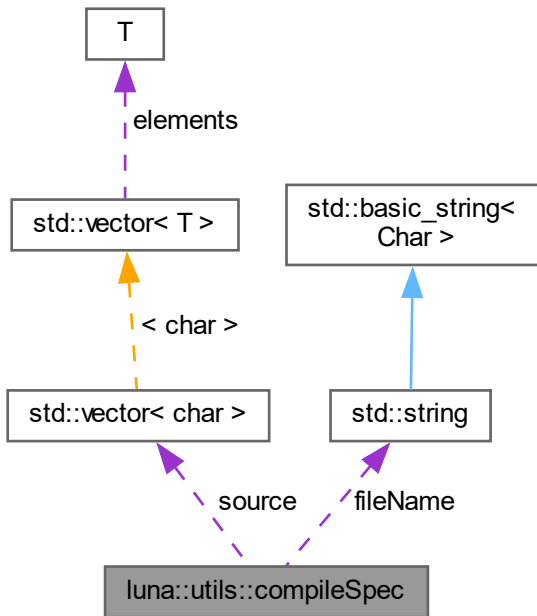 T
elements
std::vector< T >
std::basic_string<
Char >
< char >
std::vector< char >
std::string
source
fileName
luna::utils::compileSpec